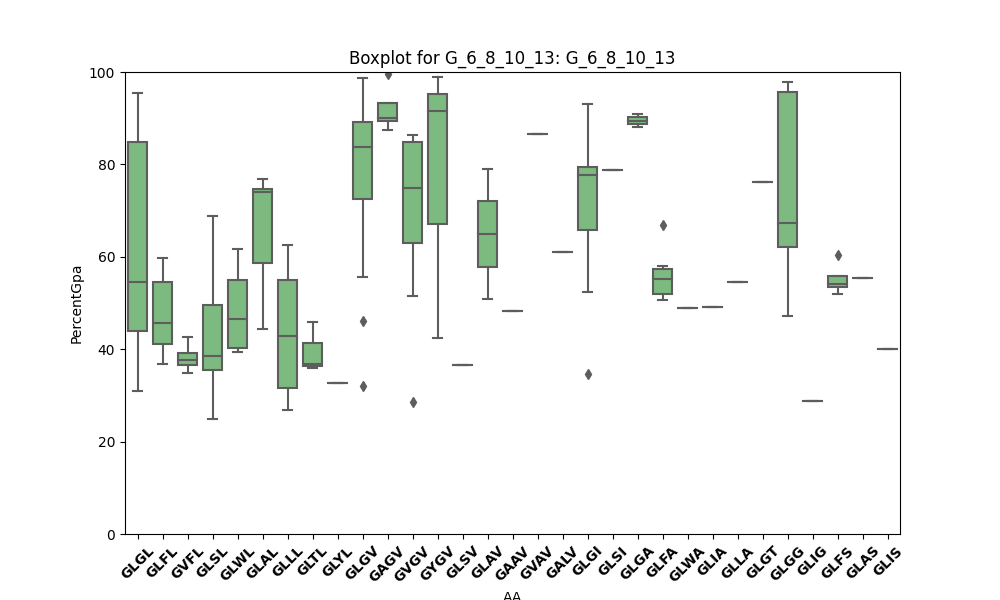 Boxplot for G_6_8_10_13: G_6_8_10_13
100
80
60
40
20
0
PercentGpa
GLGL GLFL GVFL GLSL GLWL GLAL GLLL GLTL GLYL GLGV GAGV GVGV GYGV GLSV GLAV GAAV GVAV GALV GLGI GLSI GLGA GLFA GLWA GLIA GLLA GLGT GLGG GLIG GLFS GLAS GLIS
AA